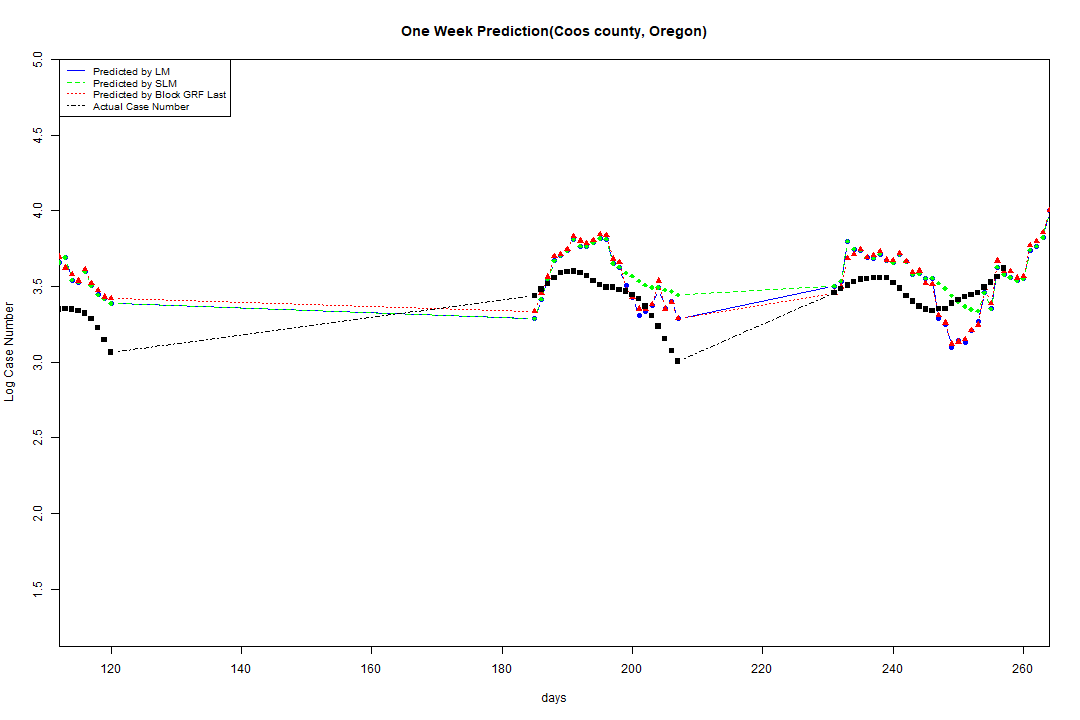 One Week Prediction(Coos county, Oregon)
Predicted by LM
Predicted by SLM
Predicted by Block GRF Last
Actual Case Number
5.0
4.5
4.0
3.5
3.0
2.5
2.0
1.5
Log Case Number
120 140 160 180 200 220 240 260
days